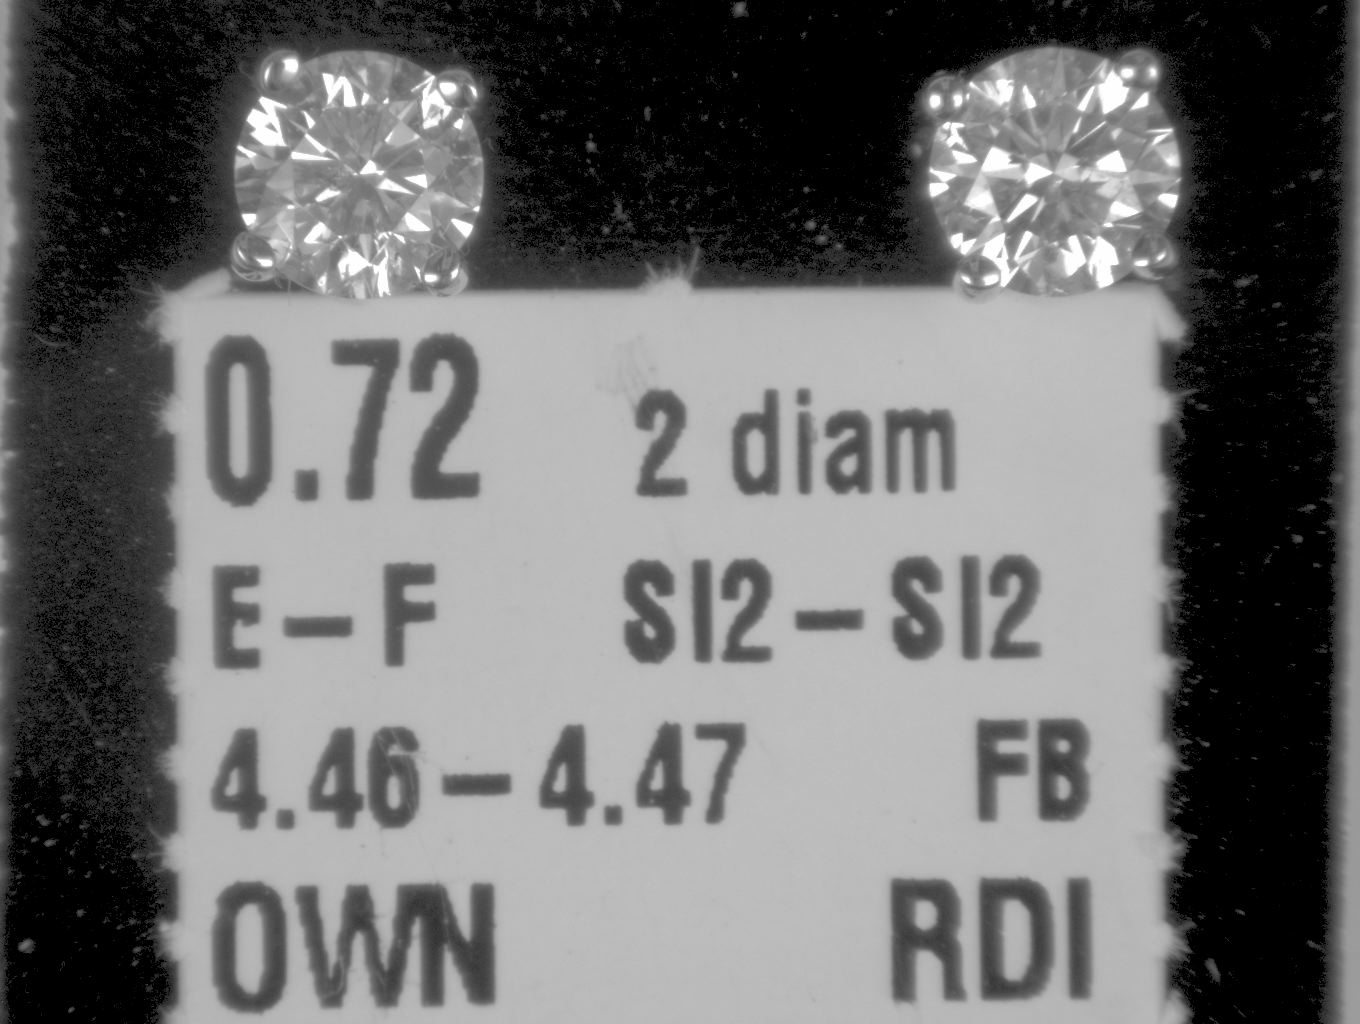 0.72 2 diam
E-F SI2-SI2
4.46-4.47 FB
OWN RDI